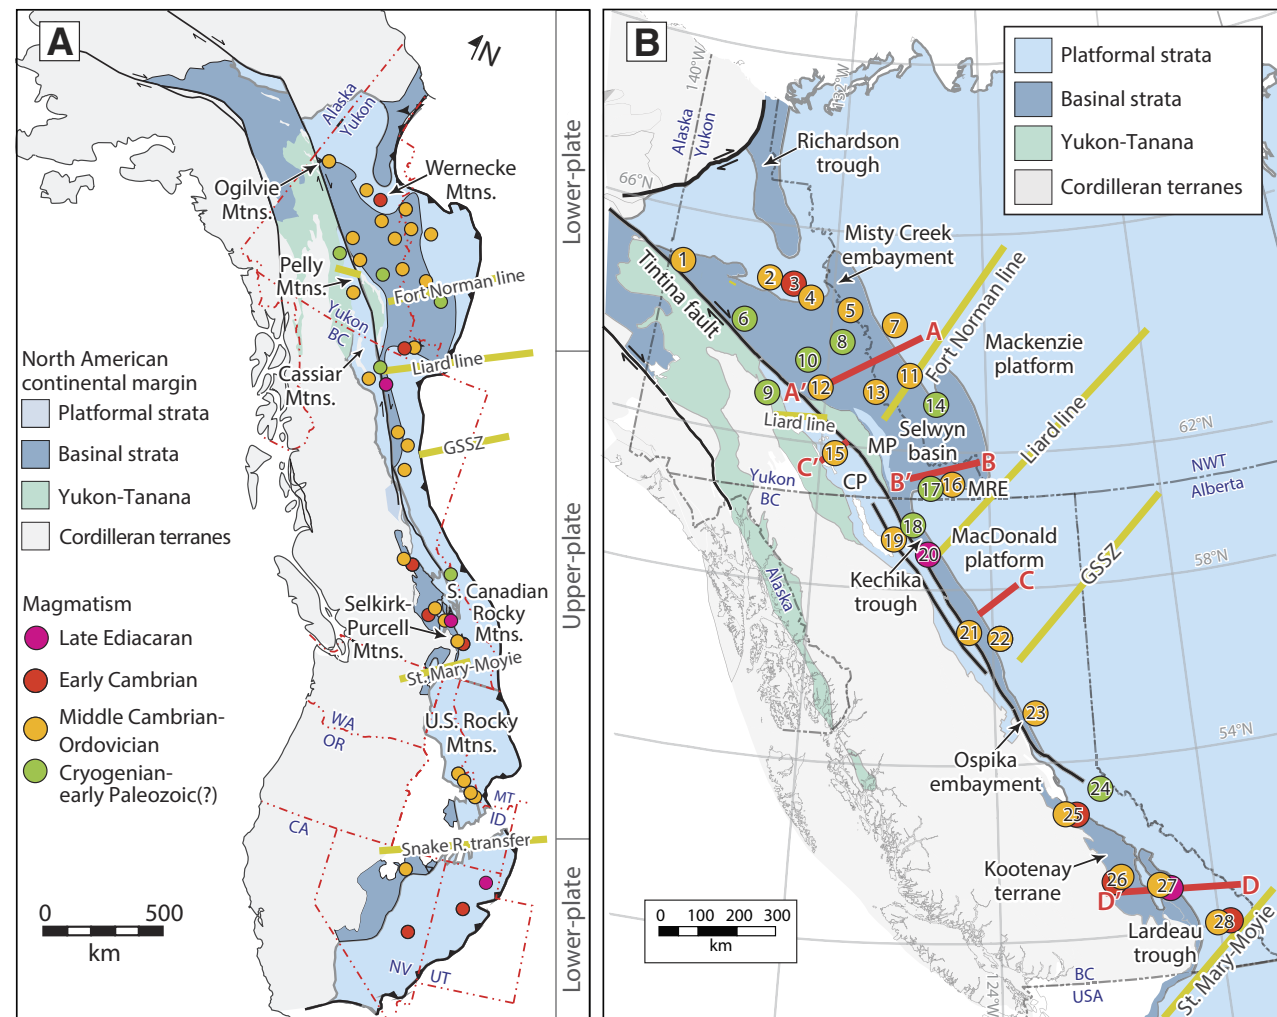 A
N
Alaska
Yukon
Wernecke
Mtns.
Ogilvie
Mtns.
Pelly
Mtns.
Fort Norman line
Yukon
BC
Cassiar
Mtns.
Liard line
GSSZ
North American
continental margin
Platformal strata
Basinal strata
Yukon-Tanana
Cordilleran terranes
Magmatism
Late Ediacaran
Early Cambrian
Middle Cambrian-
Ordovician
Cryogenian-
early Paleozoic(?)
S. Canadian
Rocky
Mtns.
Selkirk-
Purcell
Mtns.
St. Mary-Moyie
U.S. Rocky
Mtns.
WA
OR
CA
MT
ID
Snake R. transfer
NV
UT
0
500
km
Lower-plate
Upper-plate
Lower-plate
B
Platformal strata
Basinal strata
Yukon-Tanana
Cordilleran terranes
140°W
132°W
Alaska
Yukon
66°N
Richardson
trough
Misty Creek
embayment
Tintina fault
Fort Norman line
Mackenzie
platform
1
2
3
4
5
6
7
8
9
10
11
12
13
14
15
16
17
18
19
20
21
22
23
24
25
26
27
28
A
A'
B
B'
C
C'
D
D'
Liard line
Liard line
Selwyn
basin
MP
CP
MRE
62°N
NWT
Alberta
Yukon
BC
58°N
GSSZ
MacDonald
platform
Kechika
trough
Alaska
54°N
Ospika
embayment
Kootenay
terrane
Lardeau
trough
St. Mary-Moyie
BC
USA
124°W
0
100
200
300
km